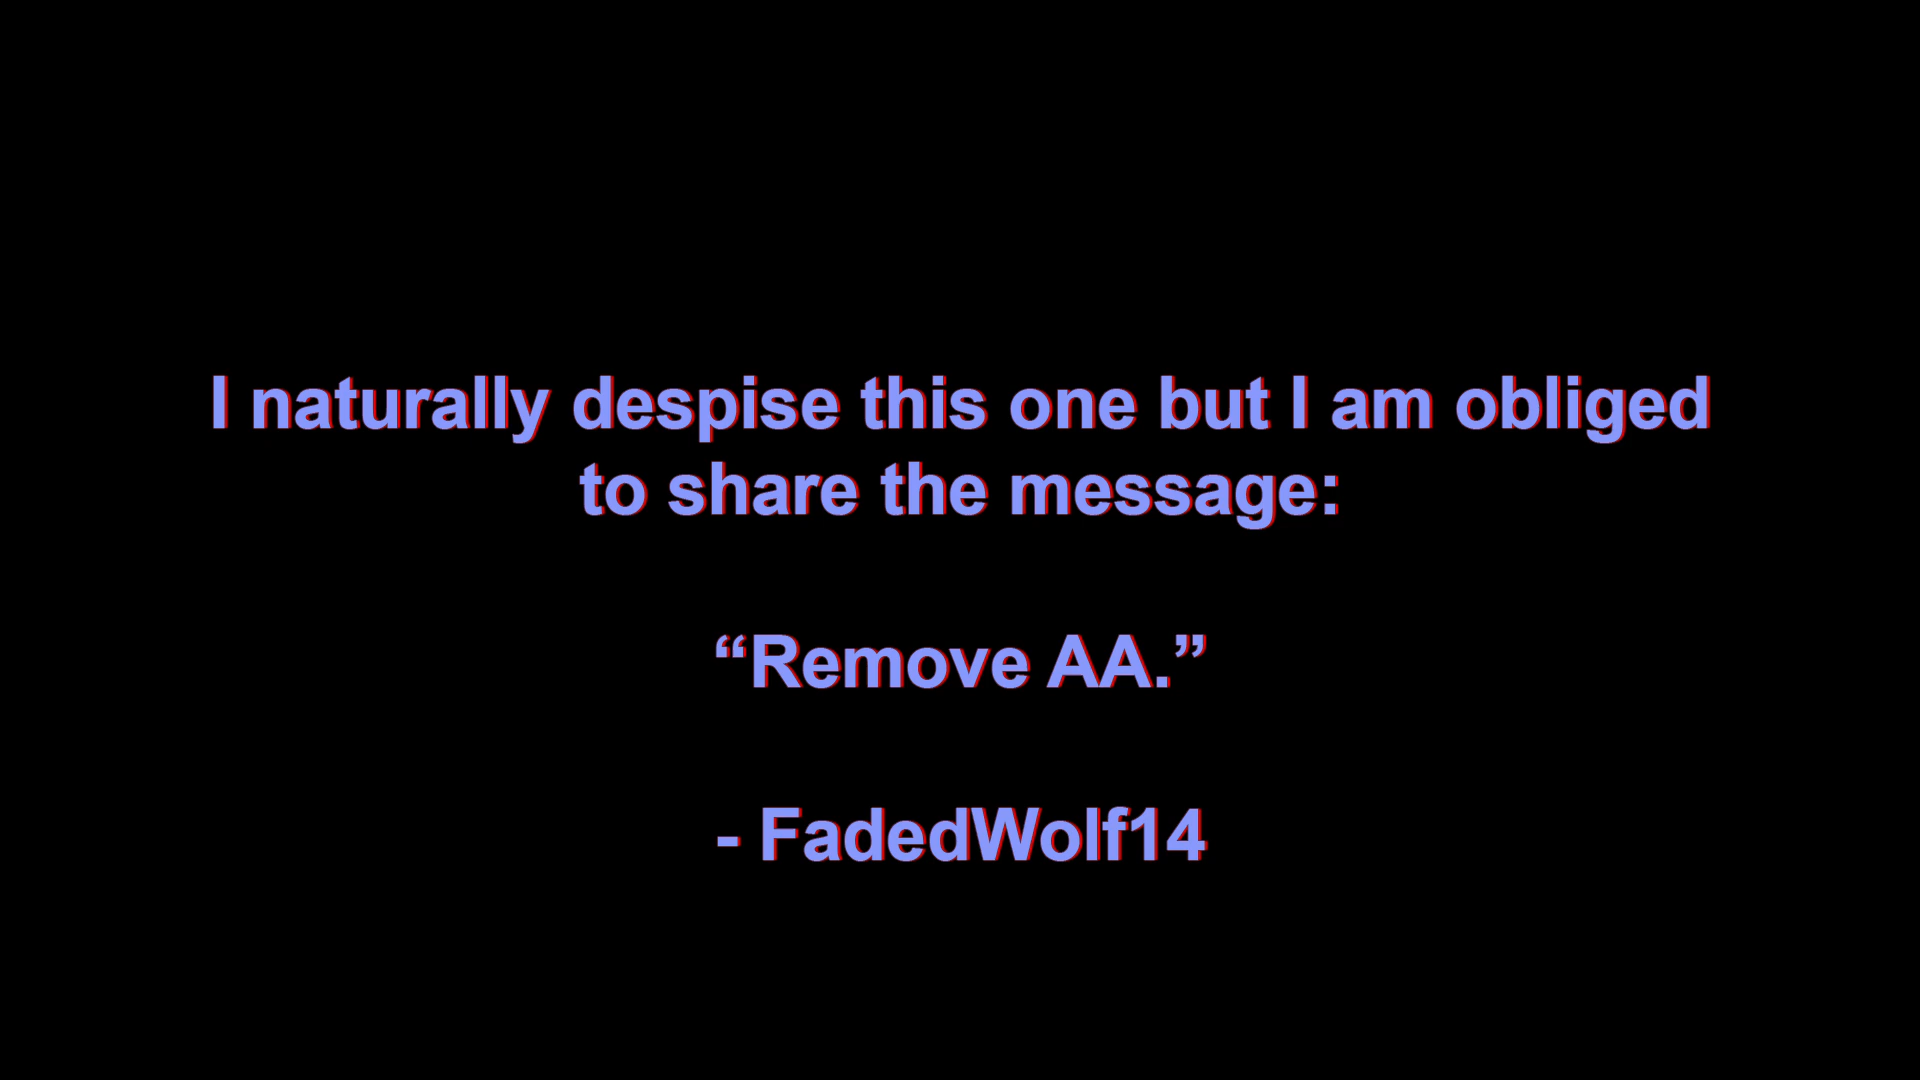 I naturally despise this one but I am obliged
to share the message:
“Remove AA.”
- FadedWolf14